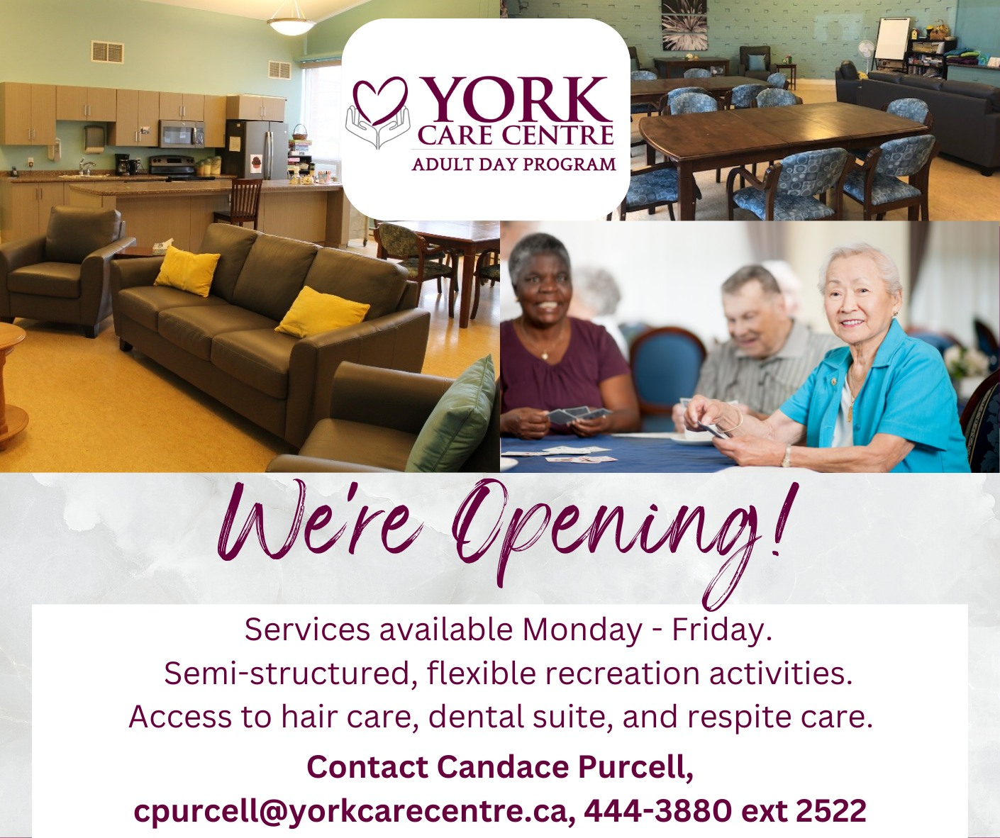 YORK
CARE CENTRE
ADULT DAY PROGRAM
We're Opening!
Services available Monday - Friday.
Semi-structured, flexible recreation activities.
Access to hair care, dental suite, and respite care.
Contact Candace Purcell,
cpurcell@yorkcarecentre.ca, 444-3880 ext 2522